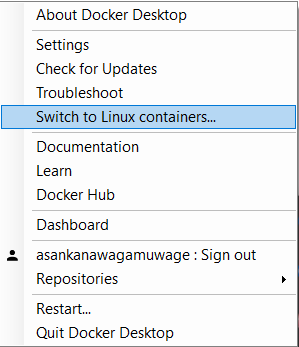 About Docker Desktop
Settings
Check for Updates
Troubleshoot
Switch to Linux containers...
Documentation
Learn
Docker Hub
Dashboard
asankanawagamuwage : Sign out
Repositories
Restart...
Quit Docker Desktop